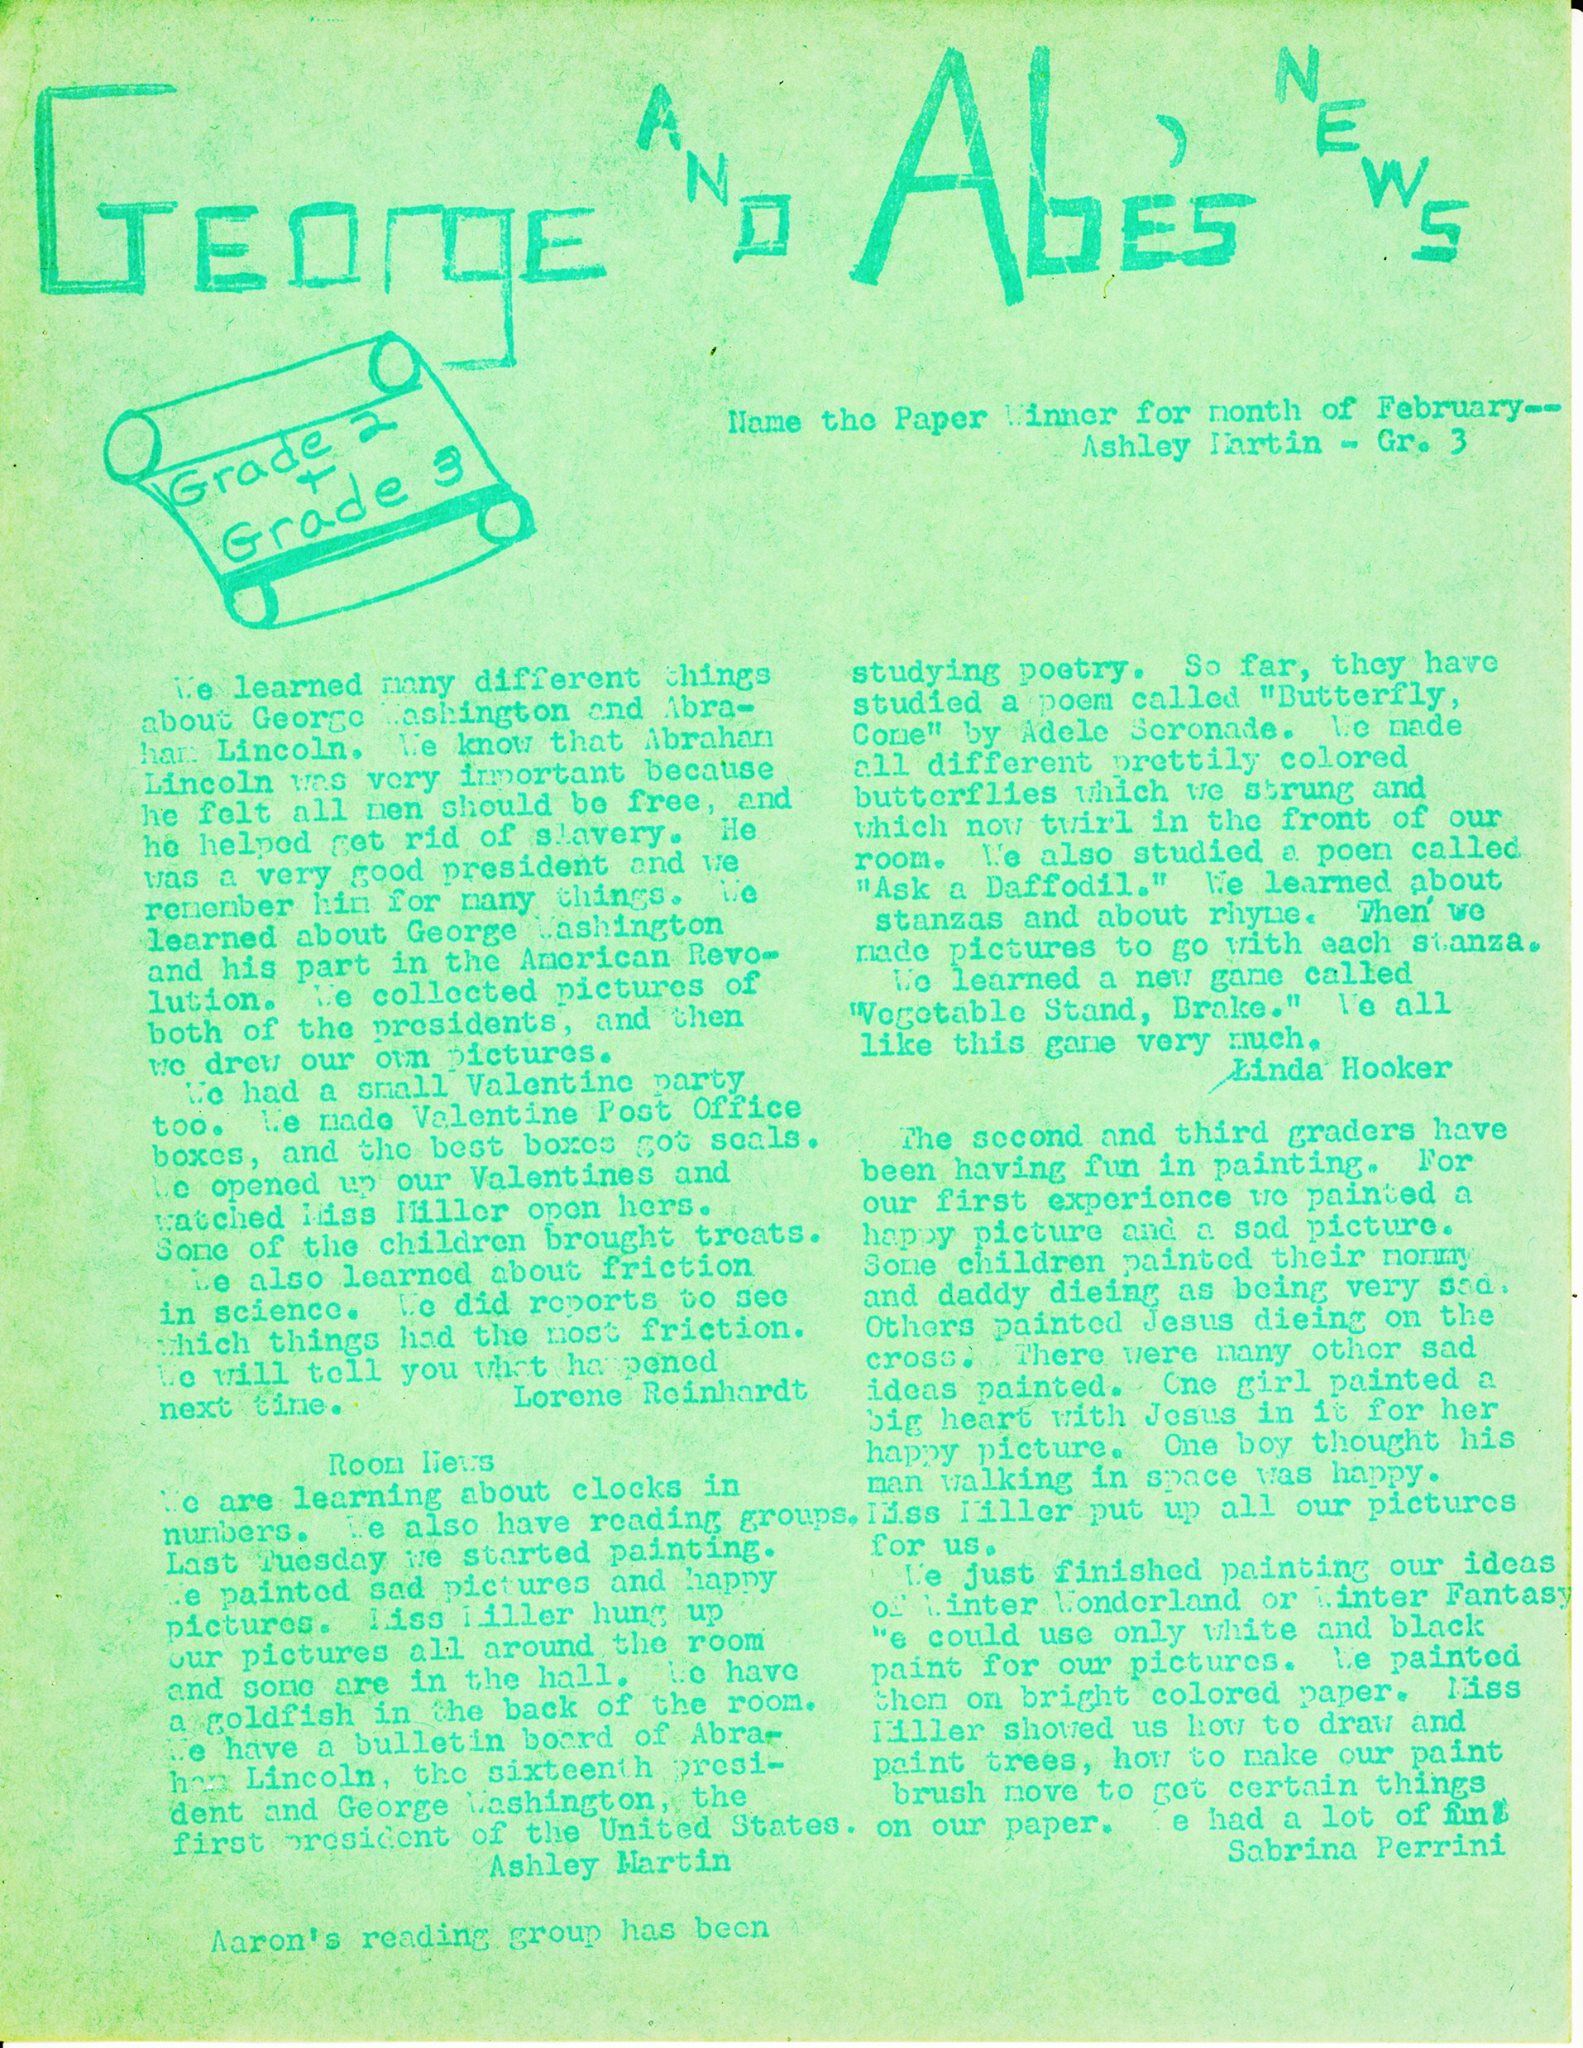 George AND Abe's NEWS
Grade 2
+
Grade 3
Name the Paper Winner for month of February--
Ashley Martin - Gr. 3
We learned many different things
about George Washington and Abra-
ham Lincoln. We know that Abraham
Lincoln was very important because
he felt all men should be free, and
he helped get rid of slavery. He
was a very good president and we
remember him for many things. We
learned about George Washington
and his part in the American Revo-
lution. We collected pictures of
both of the presidents, and then
we drew our own pictures.
We had a small Valentine party
too. We made Valentine Post Office
boxes, and the best boxes got seals.
We opened up our Valentines and
watched Miss Miller open hers.
Some of the children brought treats.
We also learned about friction
in science. We did reports to see
which things had the most friction.
We will tell you what happened
next time. Lorene Reinhardt
Room News
We are learning about clocks in
numbers. We also have reading groups.
Last Tuesday we started painting.
We painted sad pictures and happy
pictures. Miss Miller hung up
our pictures all around the room
and some are in the hall. We have
a goldfish in the back of the room.
We have a bulletin board of Abra-
ham Lincoln, the sixteenth presi-
dent and George Washington, the
first president of the United States.
Ashley Martin
Aaron's reading group has been
studying poetry. So far, they have
studied a poem called "Butterfly,
Come" by Adele Seronade. We made
all different prettily colored
butterflies which we strung and
which now twirl in the front of our
room. We also studied a poem called
"Ask a Daffodil." We learned about
stanzas and about rhyme. Then we
made pictures to go with each stanza.
We learned a new game called
"Vegetable Stand, Brake." We all
like this game very much.
Linda Hooker
The second and third graders have
been having fun in painting. For
our first experience we painted a
happy picture and a sad picture.
Some children painted their mommy
and daddy dieing as being very sad.
Others painted Jesus dieing on the
cross. There were many other sad
ideas painted. One girl painted a
big heart with Jesus in it for her
happy picture. One boy thought his
man walking in space was happy.
Miss Miller put up all our pictures
for us.
We just finished painting our ideas
of Winter Wonderland or Winter Fantasy
We could use only white and black
paint for our pictures. We painted
them on bright colored paper. Miss
Miller showed us how to draw and
paint trees, how to make our paint
brush move to get certain things
on our paper. We had a lot of fun!
Sabrina Perrini